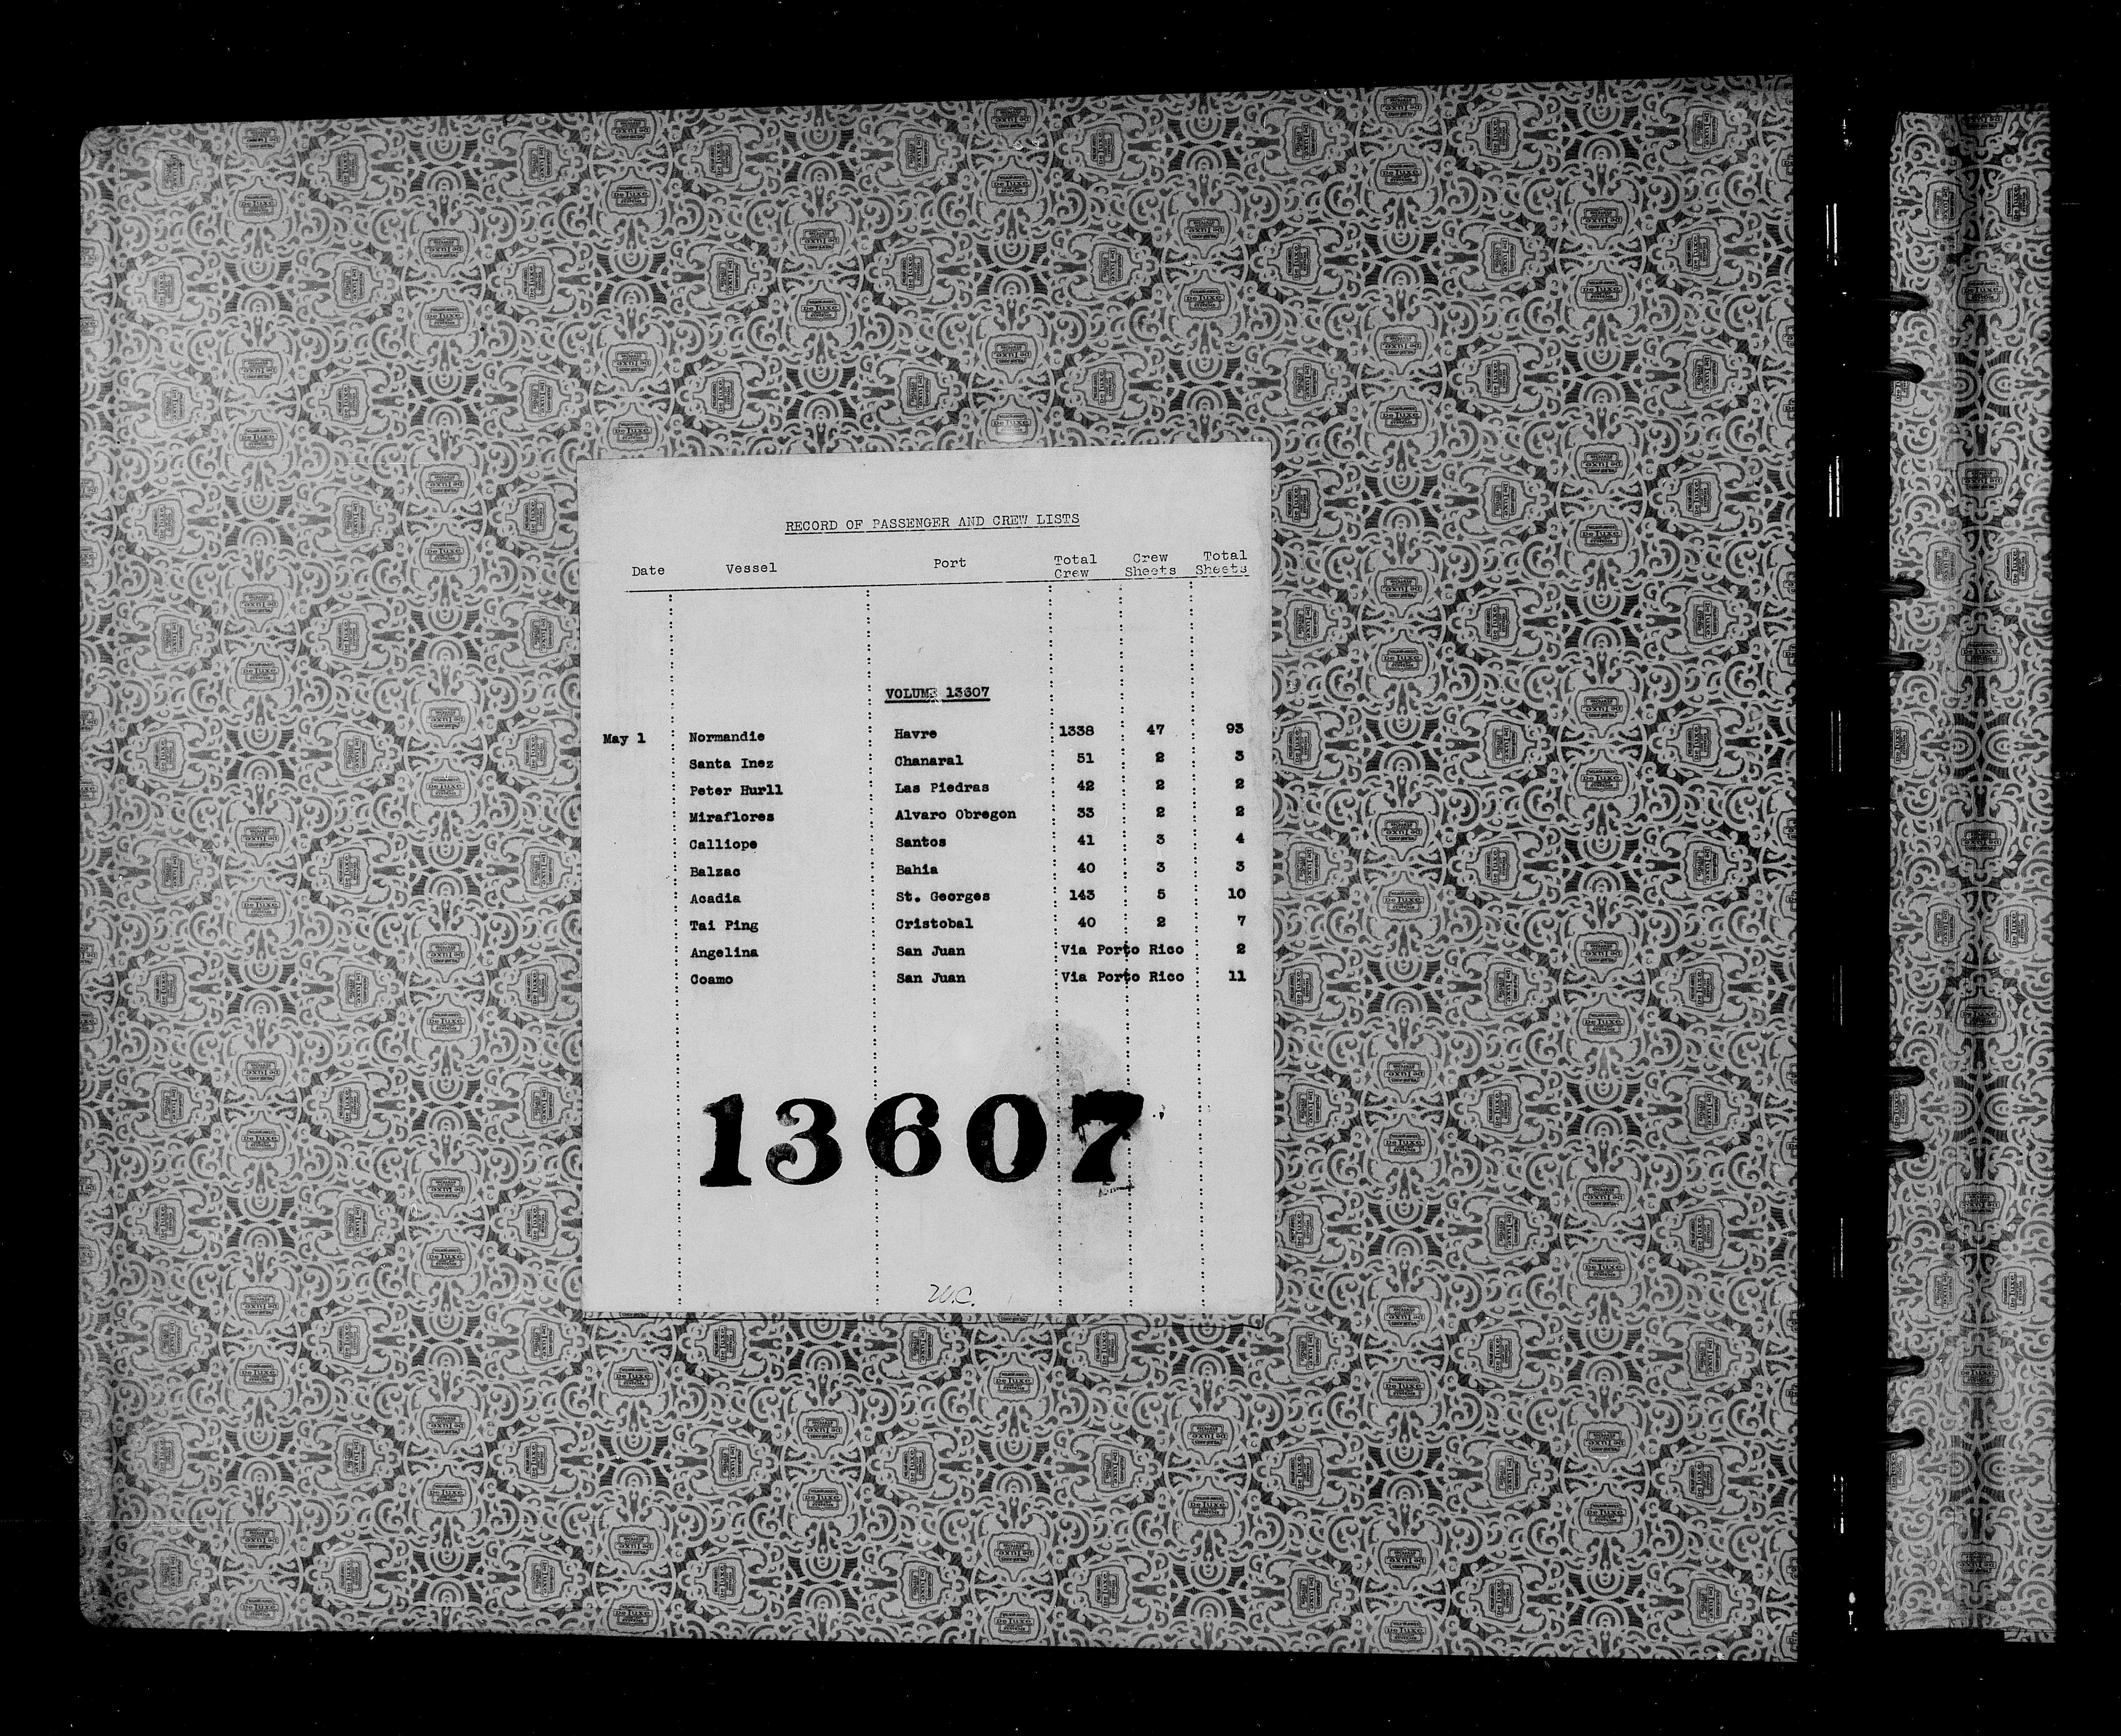 RECORD OF PASSENGER AND CREW LISTS
Date Vessel Port Total Crew Crew Sheets Total Sheets
VOLUME 13607
May 1 Normandie Havre 1338 47 93
Santa Inez Chanaral 51 2 3
Peter Hurll Las Piedras 42 2 2
Miraflores Alvaro Obregon 33 2 2
Calliope Santos 41 3 4
Balzac Bahia 40 3 3
Acadia St. Georges 143 5 10
Tai Ping Cristobal 40 2 7
Angelina San Juan Via Porto Rico 2
Coamo San Juan Via Porto Rico 11
13607
W.C.
De Luxe